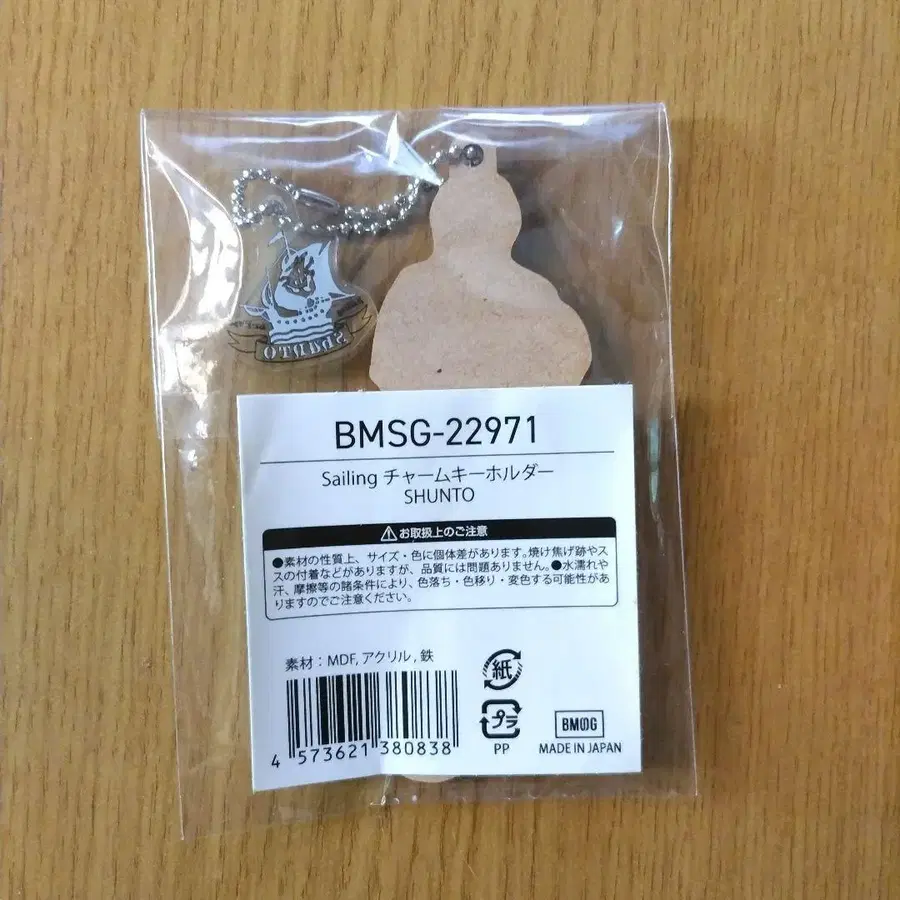 BMSG-22971
Sailing チャームキーホルダー
SHUNTO
お取扱上のご注意
●素材の性質上、サイズ・色に個体差があります。焼け焦げ跡やス
スの付着などがありますが、品質には問題ありません。●水濡れや
汗、摩擦等の諸条件により、色落ち・色移り・変色する可能性があ
りますのでご注意ください。
素材：MDF, アクリル , 鉄
紙
プラ
PP
BMSG
MADE IN JAPAN
4 573621 380838